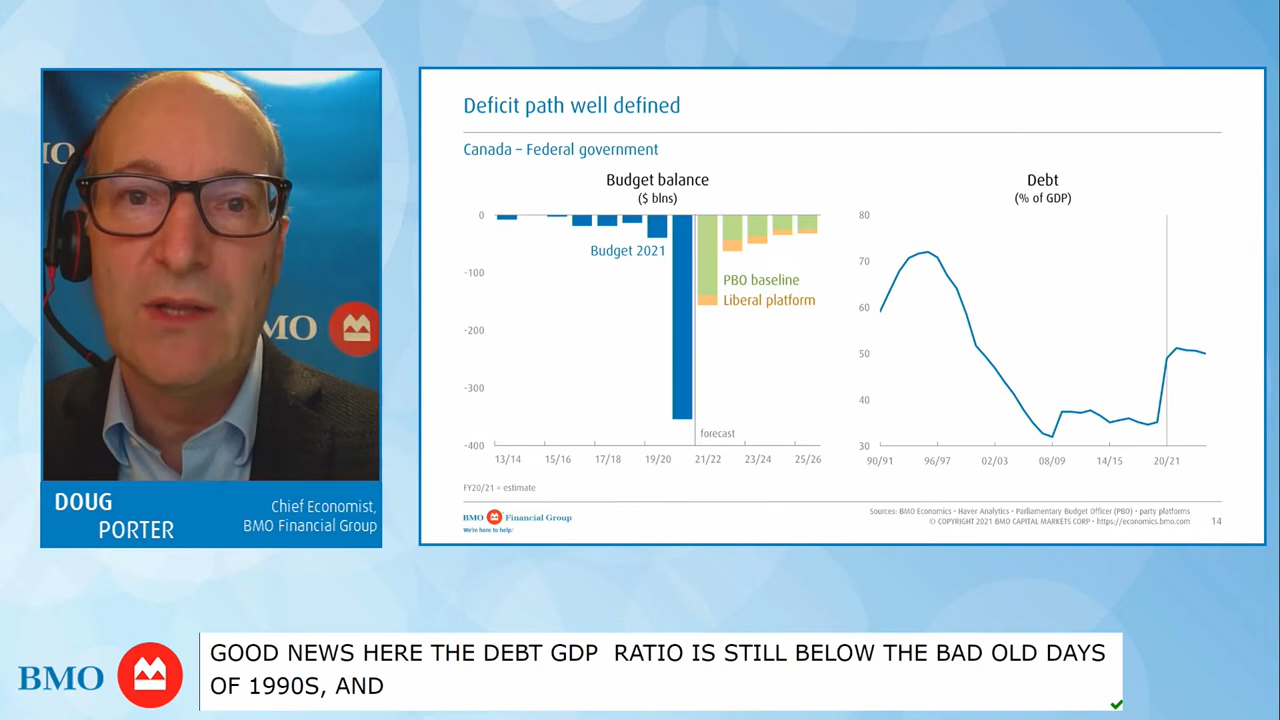 IO
MO
DOUG
PORTER
Chief Economist,
BMO Financial Group
Deficit path well defined
Canada – Federal government
Budget balance
($ blns)
0
-100
-200
-300
-400
Budget 2021
PBO baseline
Liberal platform
forecast
13/14 15/16 17/18 19/20 21/22 23/24 25/26
FY20/21 = estimate
Debt
(% of GDP)
80
70
60
50
40
30
90/91 96/97 02/03 08/09 14/15 20/21
BMO Financial Group
We're here to help.
Sources: BMO Economics • Haver Analytics • Parliamentary Budget Officer (PBO) • party platforms
© COPYRIGHT 2021 BMO CAPITAL MARKETS CORP • https://economics.bmo.com
14
BMO
GOOD NEWS HERE THE DEBT GDP RATIO IS STILL BELOW THE BAD OLD DAYS
OF 1990S, AND